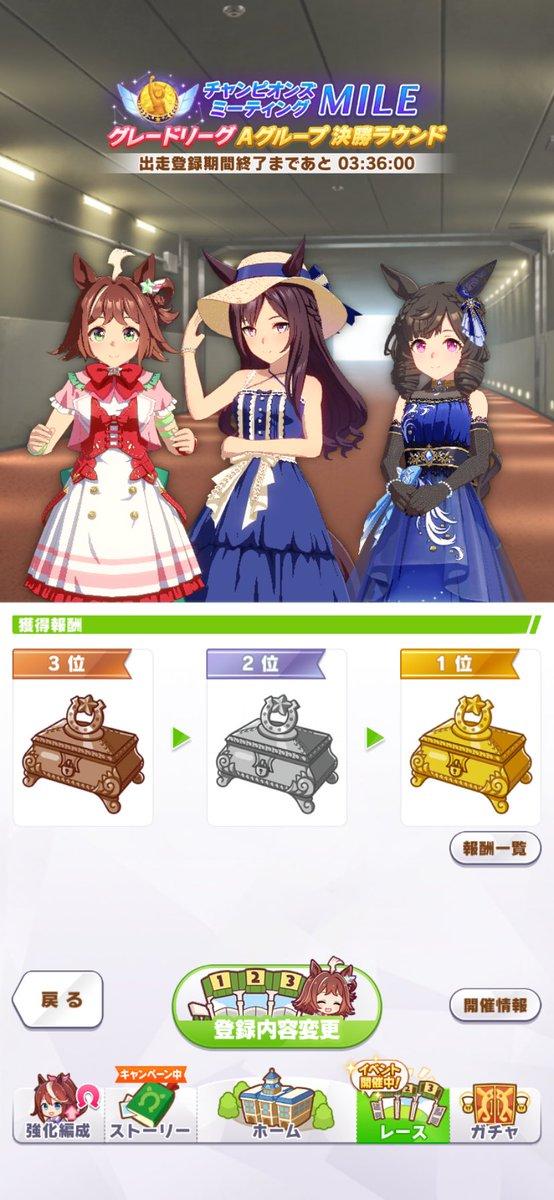 チャンピオンズ
ミーティング MILE
グレードリーグ Aグループ 決勝ラウンド
出走登録期間終了まであと 03:36:00
獲得報酬
3位
2位
1位
報酬一覧
戻る
1 2 3
登録内容変更
開催情報
キャンペーン中
イベント
開催中!
2 3
強化編成
ストーリー
ホーム
レース
ガチャ